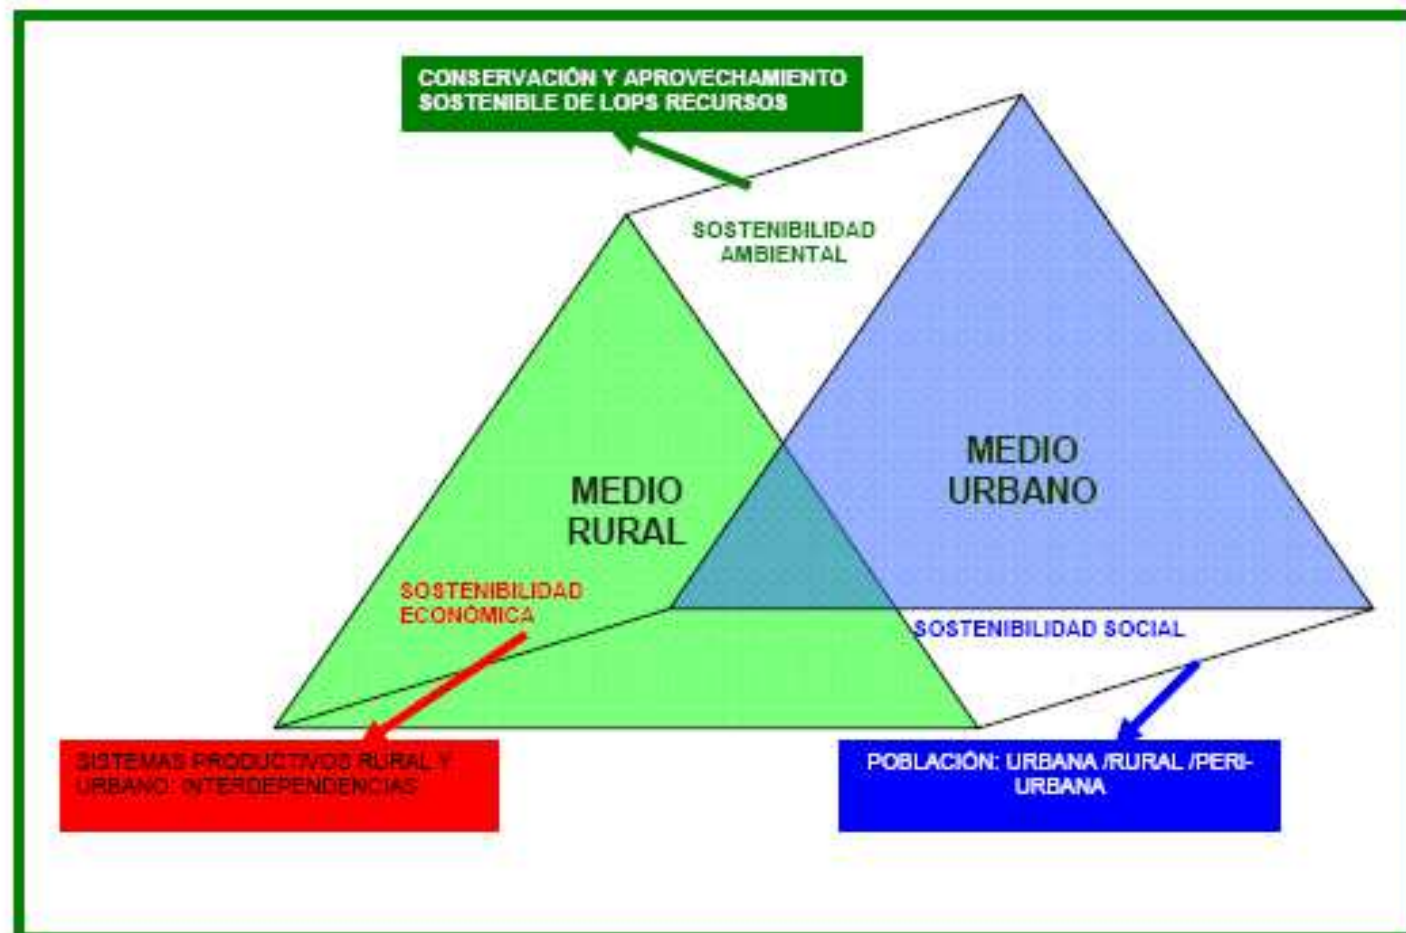 CONSERVACIÓN Y APROVECHAMIENTO
SOSTENIBLE DE LOPS RECURSOS
SOSTENIBILIDAD
AMBIENTAL
MEDIO
URBANO
MEDIO
RURAL
SOSTENIBILIDAD
ECONÓMICA
SOSTENIBILIDAD SOCIAL
SISTEMAS PRODUCTIVOS RURAL Y
URBANO: INTERDEPENDENCIAS
POBLACIÓN: URBANA /RURAL /PERI-
URBANA